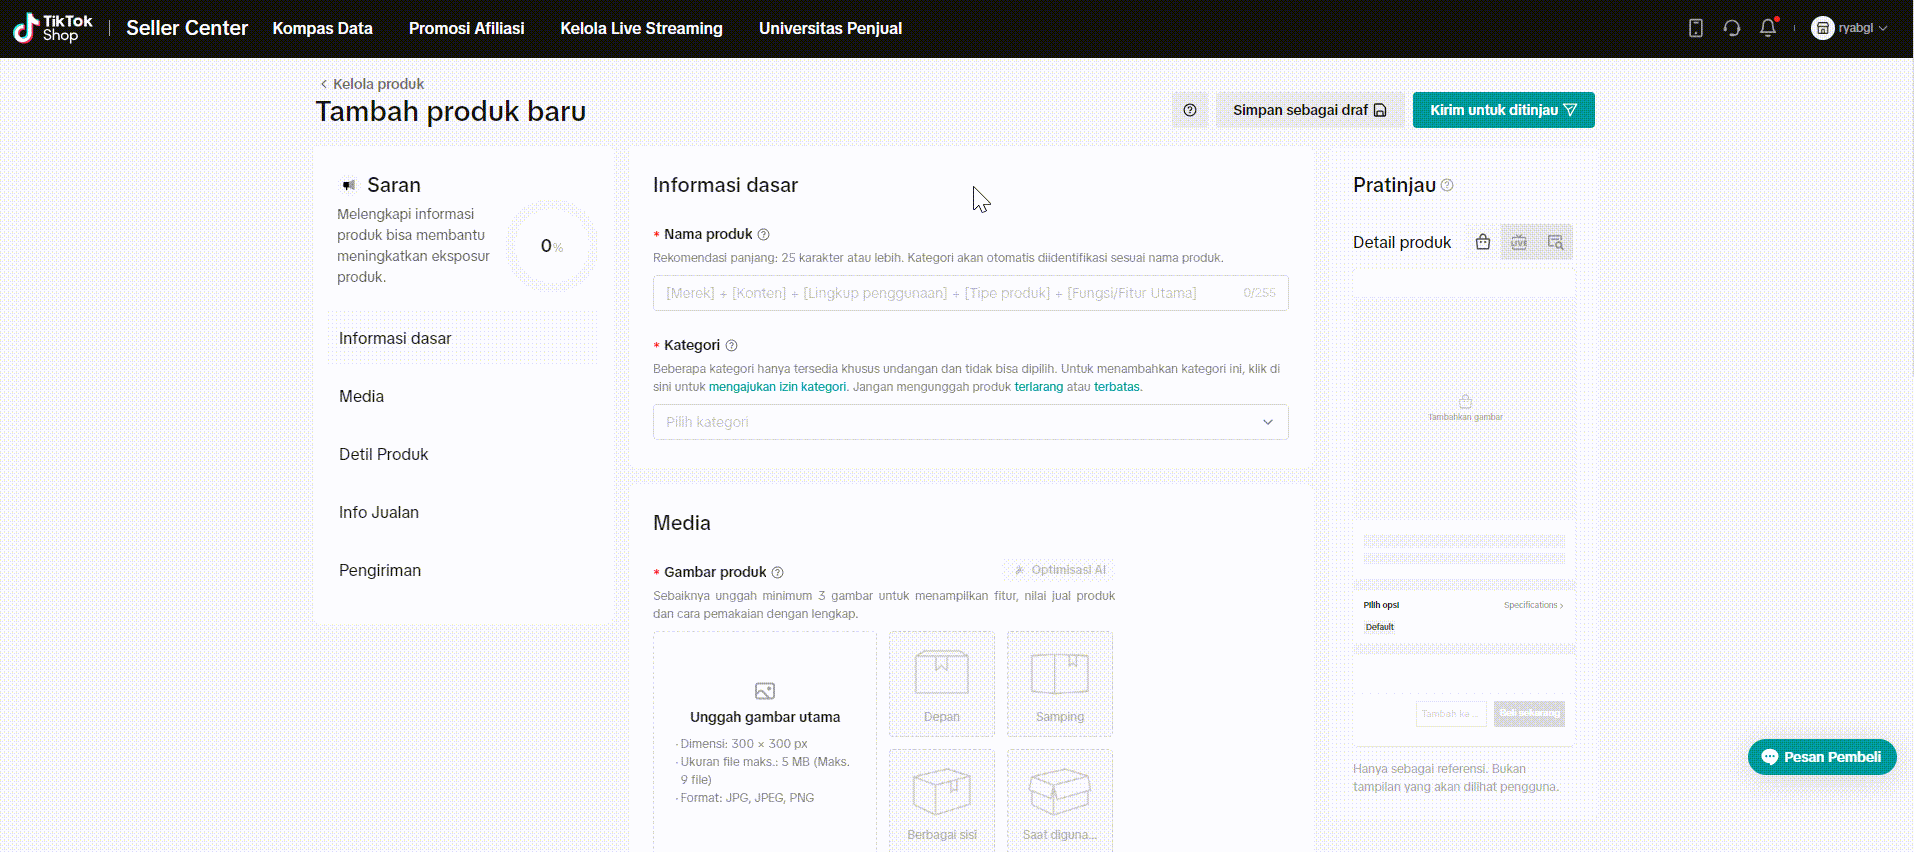 TikTok
Shop
Seller Center
Kompas Data
Promosi Afiliasi
Kelola Live Streaming
Universitas Penjual
ryabgl
Kelola produk
Tambah produk baru
Simpan sebagai draf
Kirim untuk ditinjau
Saran
Melengkapi informasi
produk bisa membantu
meningkatkan eksposur
produk.
0%
Informasi dasar
Media
Detil Produk
Info Jualan
Pengiriman
Informasi dasar
* Nama produk
Rekomendasi panjang: 25 karakter atau lebih. Kategori akan otomatis diidentifikasi sesuai nama produk.
[Merek] + [Konten] + [Lingkup penggunaan] + [Tipe produk] + [Fungsi/Fitur Utama]
0/255
* Kategori
Beberapa kategori hanya tersedia khusus undangan dan tidak bisa dipilih. Untuk menambahkan kategori ini, klik di
sini untuk mengajukan izin kategori. Jangan mengunggah produk terlarang atau terbatas.
Pilih kategori
Media
* Gambar produk
Optimisasi AI
Sebaiknya unggah minimum 3 gambar untuk menampilkan fitur, nilai jual produk
dan cara pemakaian dengan lengkap.
Unggah gambar utama
· Dimensi: 300 × 300 px
· Ukuran file maks.: 5 MB (Maks.
9 file)
· Format: JPG, JPEG, PNG
Depan
Samping
Berbagai sisi
Saat diguna...
Pratinjau
Detail produk
LIVE
Tambahkan gambar
Pilih opsi
Specifications
Default
Tambah ke ...
Beli sekarang
Hanya sebagai referensi. Bukan
tampilan yang akan dilihat pengguna.
Pesan Pembeli